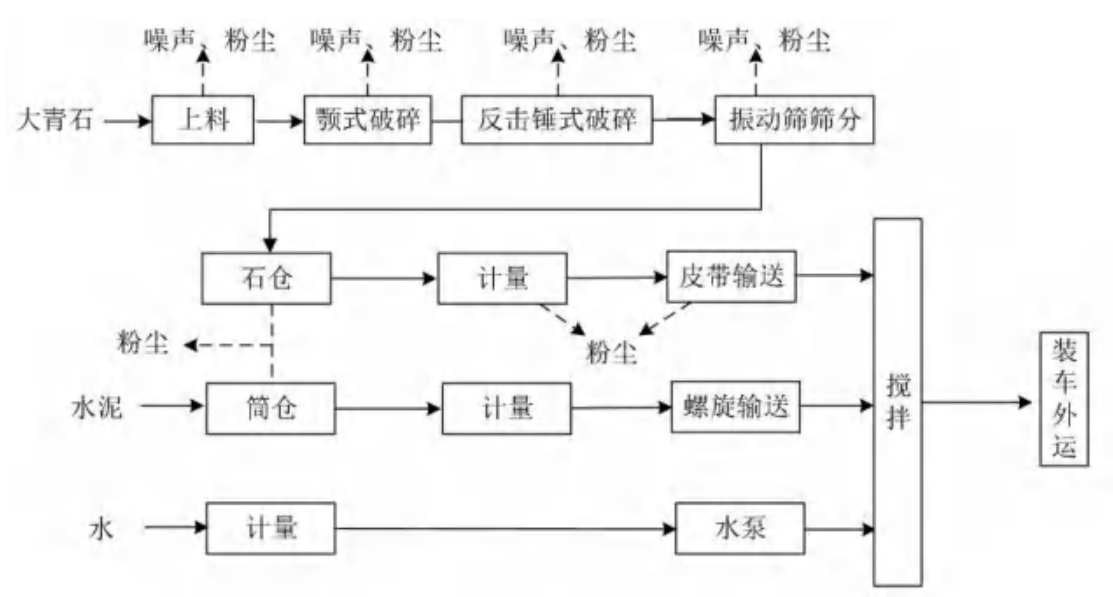 噪声、粉尘 噪声、粉尘 噪声、粉尘 噪声、粉尘
大青石 上料 颚式破碎 反击锤式破碎 振动筛筛分
石仓 计量 皮带输送
粉尘 粉尘
水泥 筒仓 计量 螺旋输送
搅拌
装车外运
水 计量 水泵